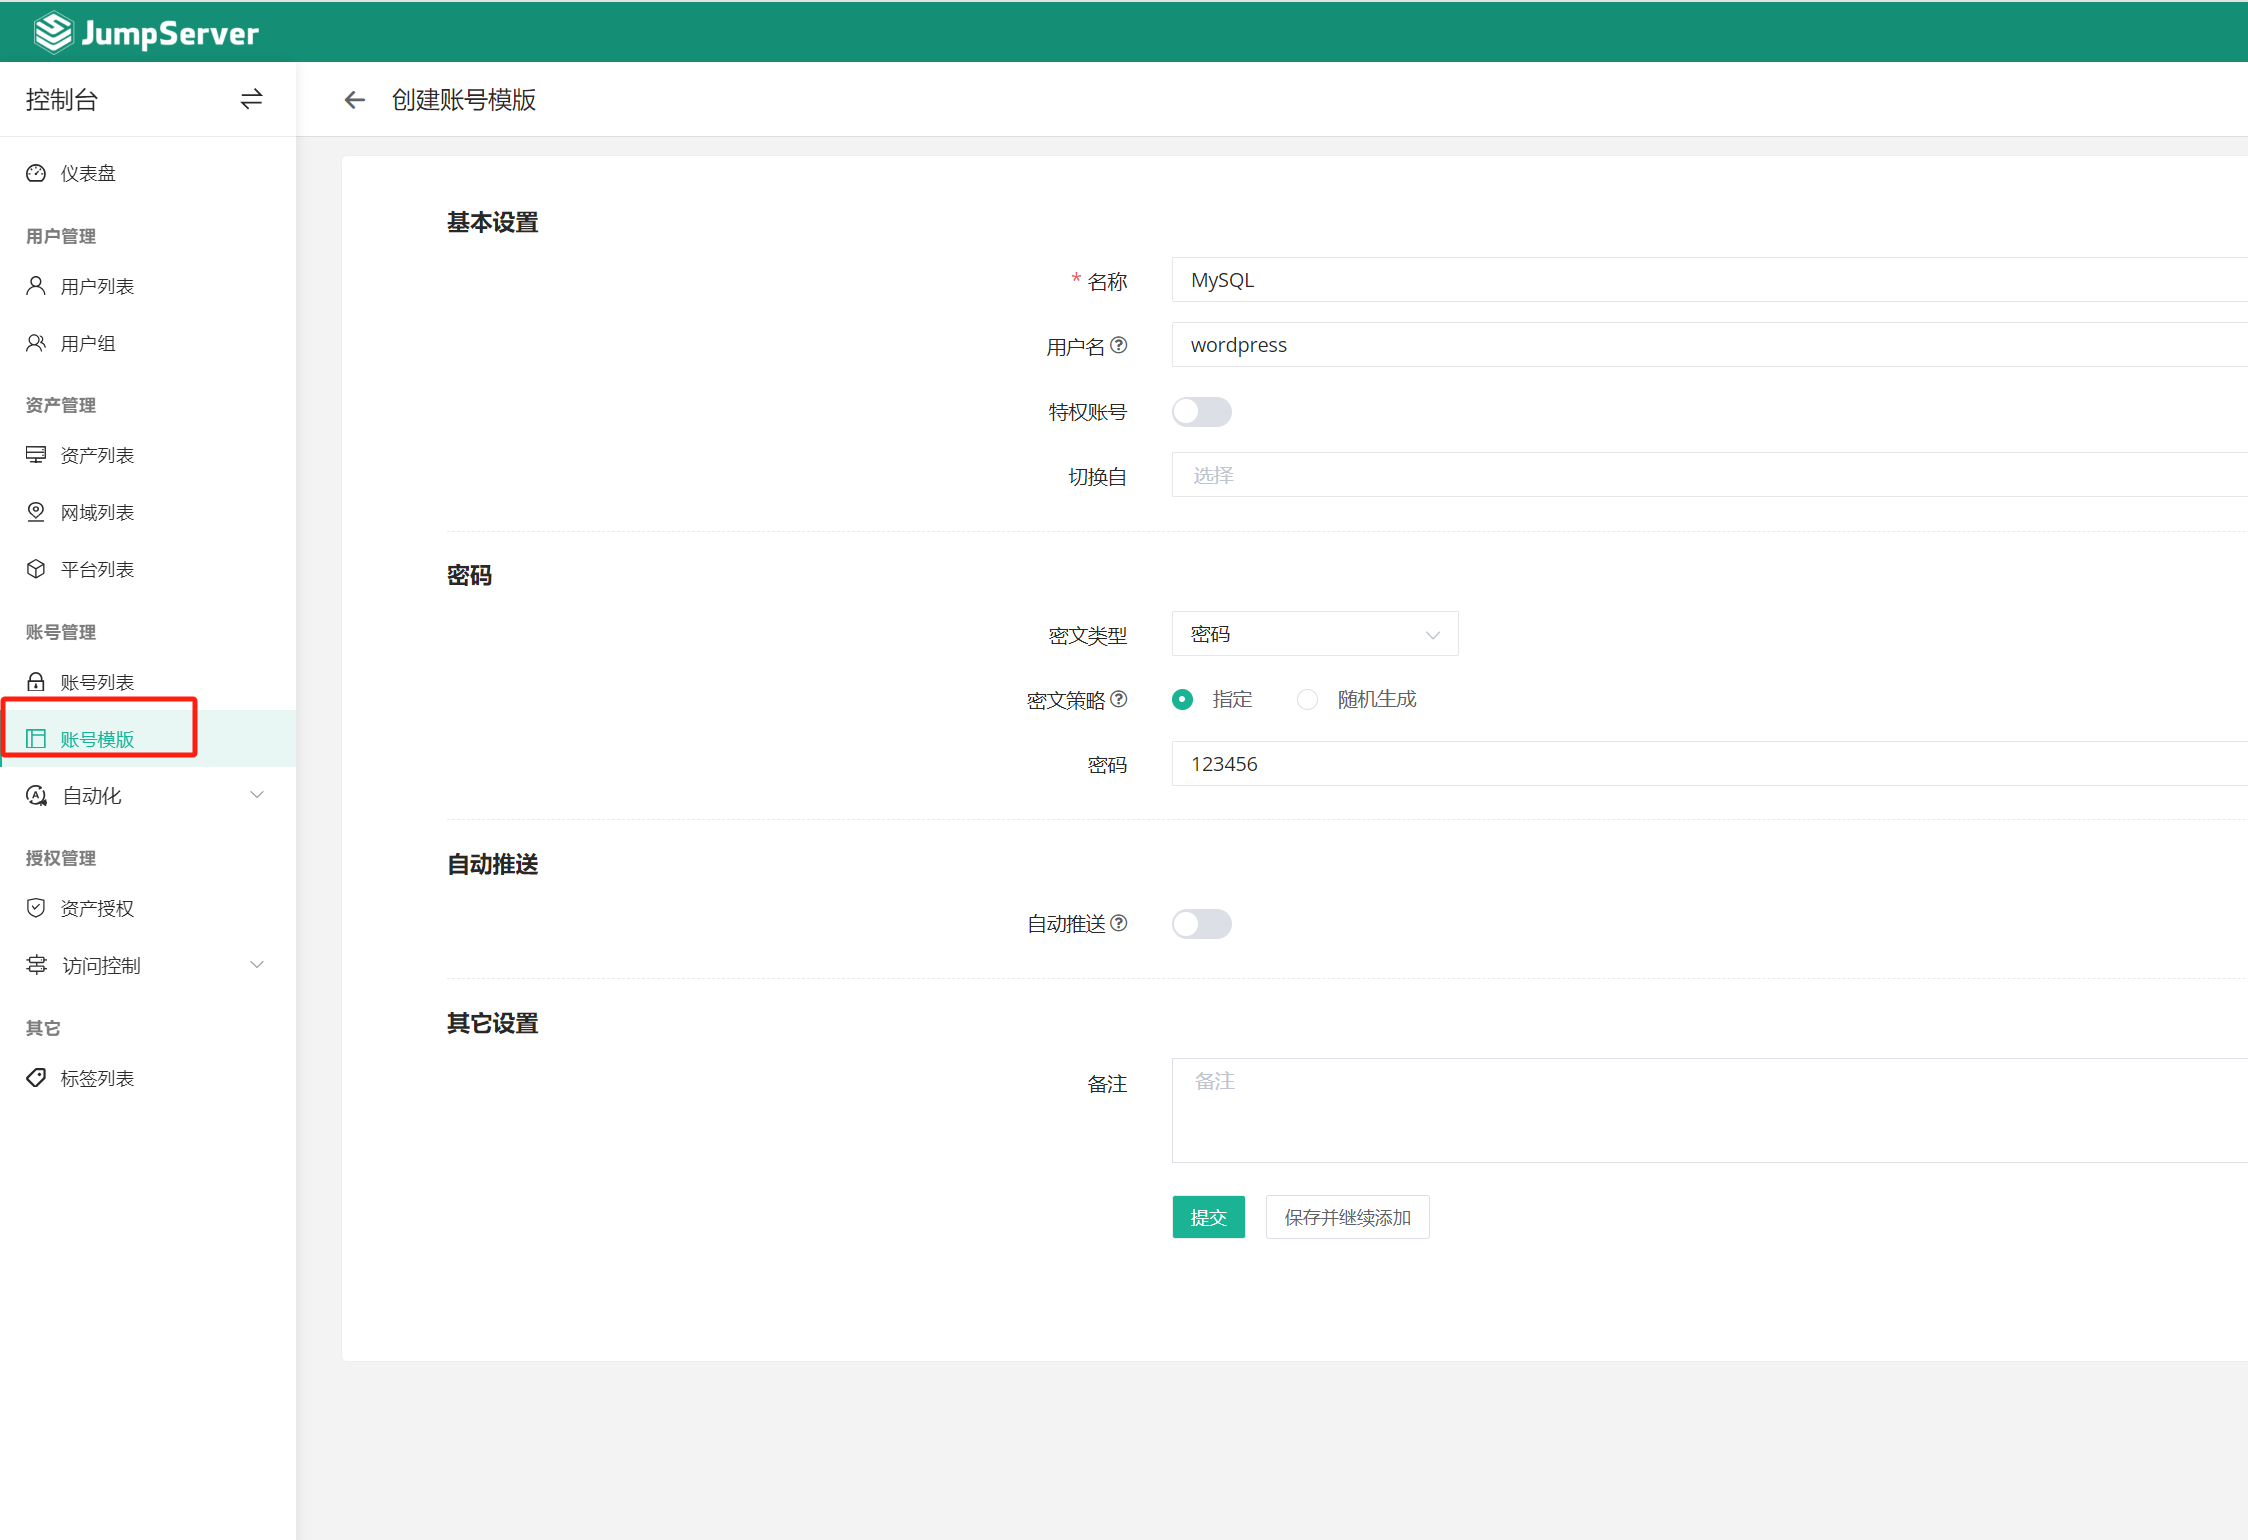 JumpServer
控制台
创建账号模版
仪表盘
用户管理
用户列表
用户组
资产管理
资产列表
网域列表
平台列表
账号管理
账号列表
账号模版
自动化
授权管理
资产授权
访问控制
其它
标签列表
基本设置
* 名称 MySQL
用户名 wordpress
特权账号
切换自 选择
密码
密文类型 密码
密文策略 指定 随机生成
密码 123456
自动推送
自动推送
其它设置
备注 备注
提交 保存并继续添加